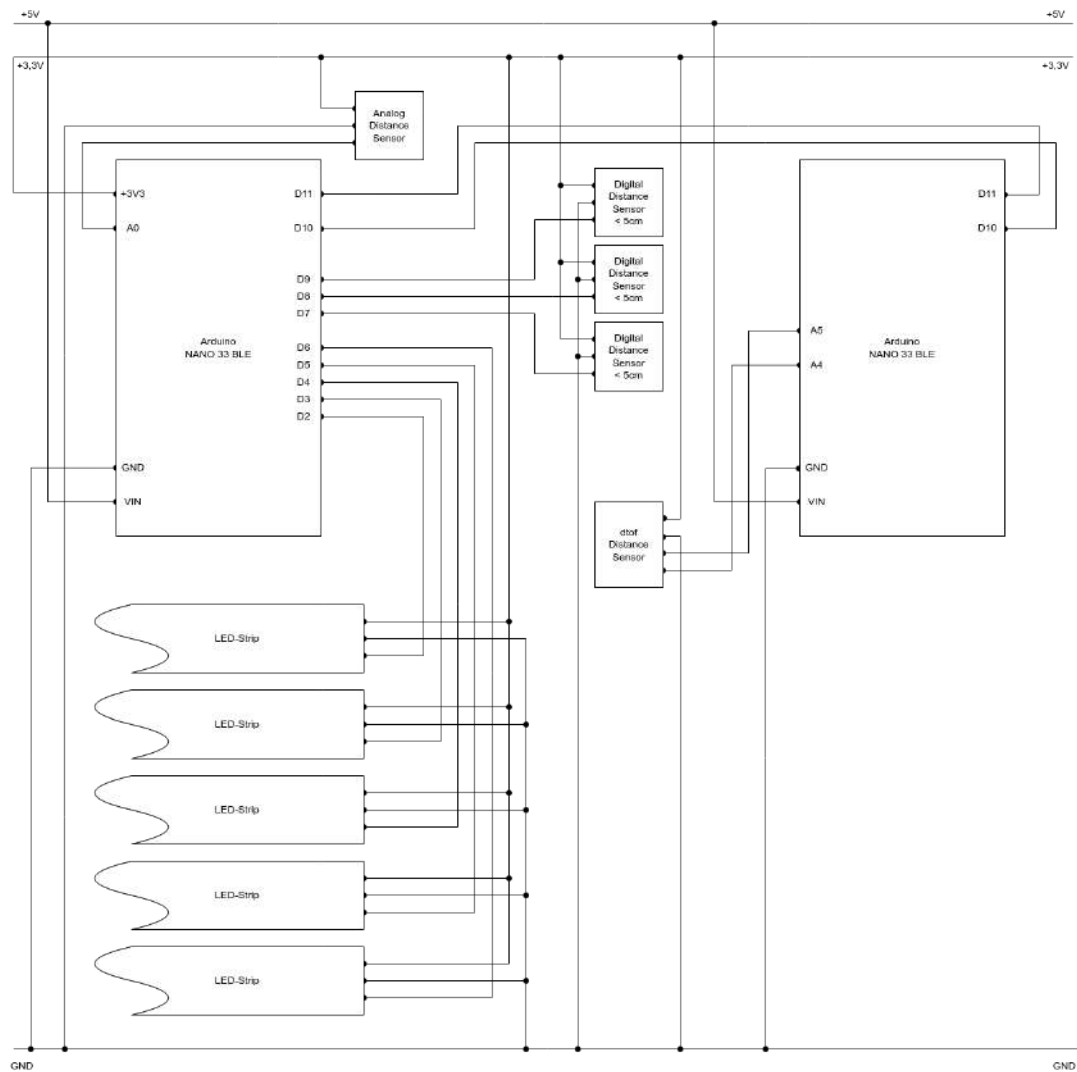 +5V
+5V
+3,3V
+3,3V
Analog
Distance
Sensor
+3V3
A0
D11
D10
D9
D8
D7
D6
D5
D4
D3
D2
Arduino
NANO 33 BLE
GND
VIN
Digital
Distance
Sensor
< 5cm
Digital
Distance
Sensor
< 5cm
Digital
Distance
Sensor
< 5cm
D11
D10
A5
A4
Arduino
NANO 33 BLE
GND
VIN
dtof
Distance
Sensor
LED-Strip
LED-Strip
LED-Strip
LED-Strip
LED-Strip
GND
GND